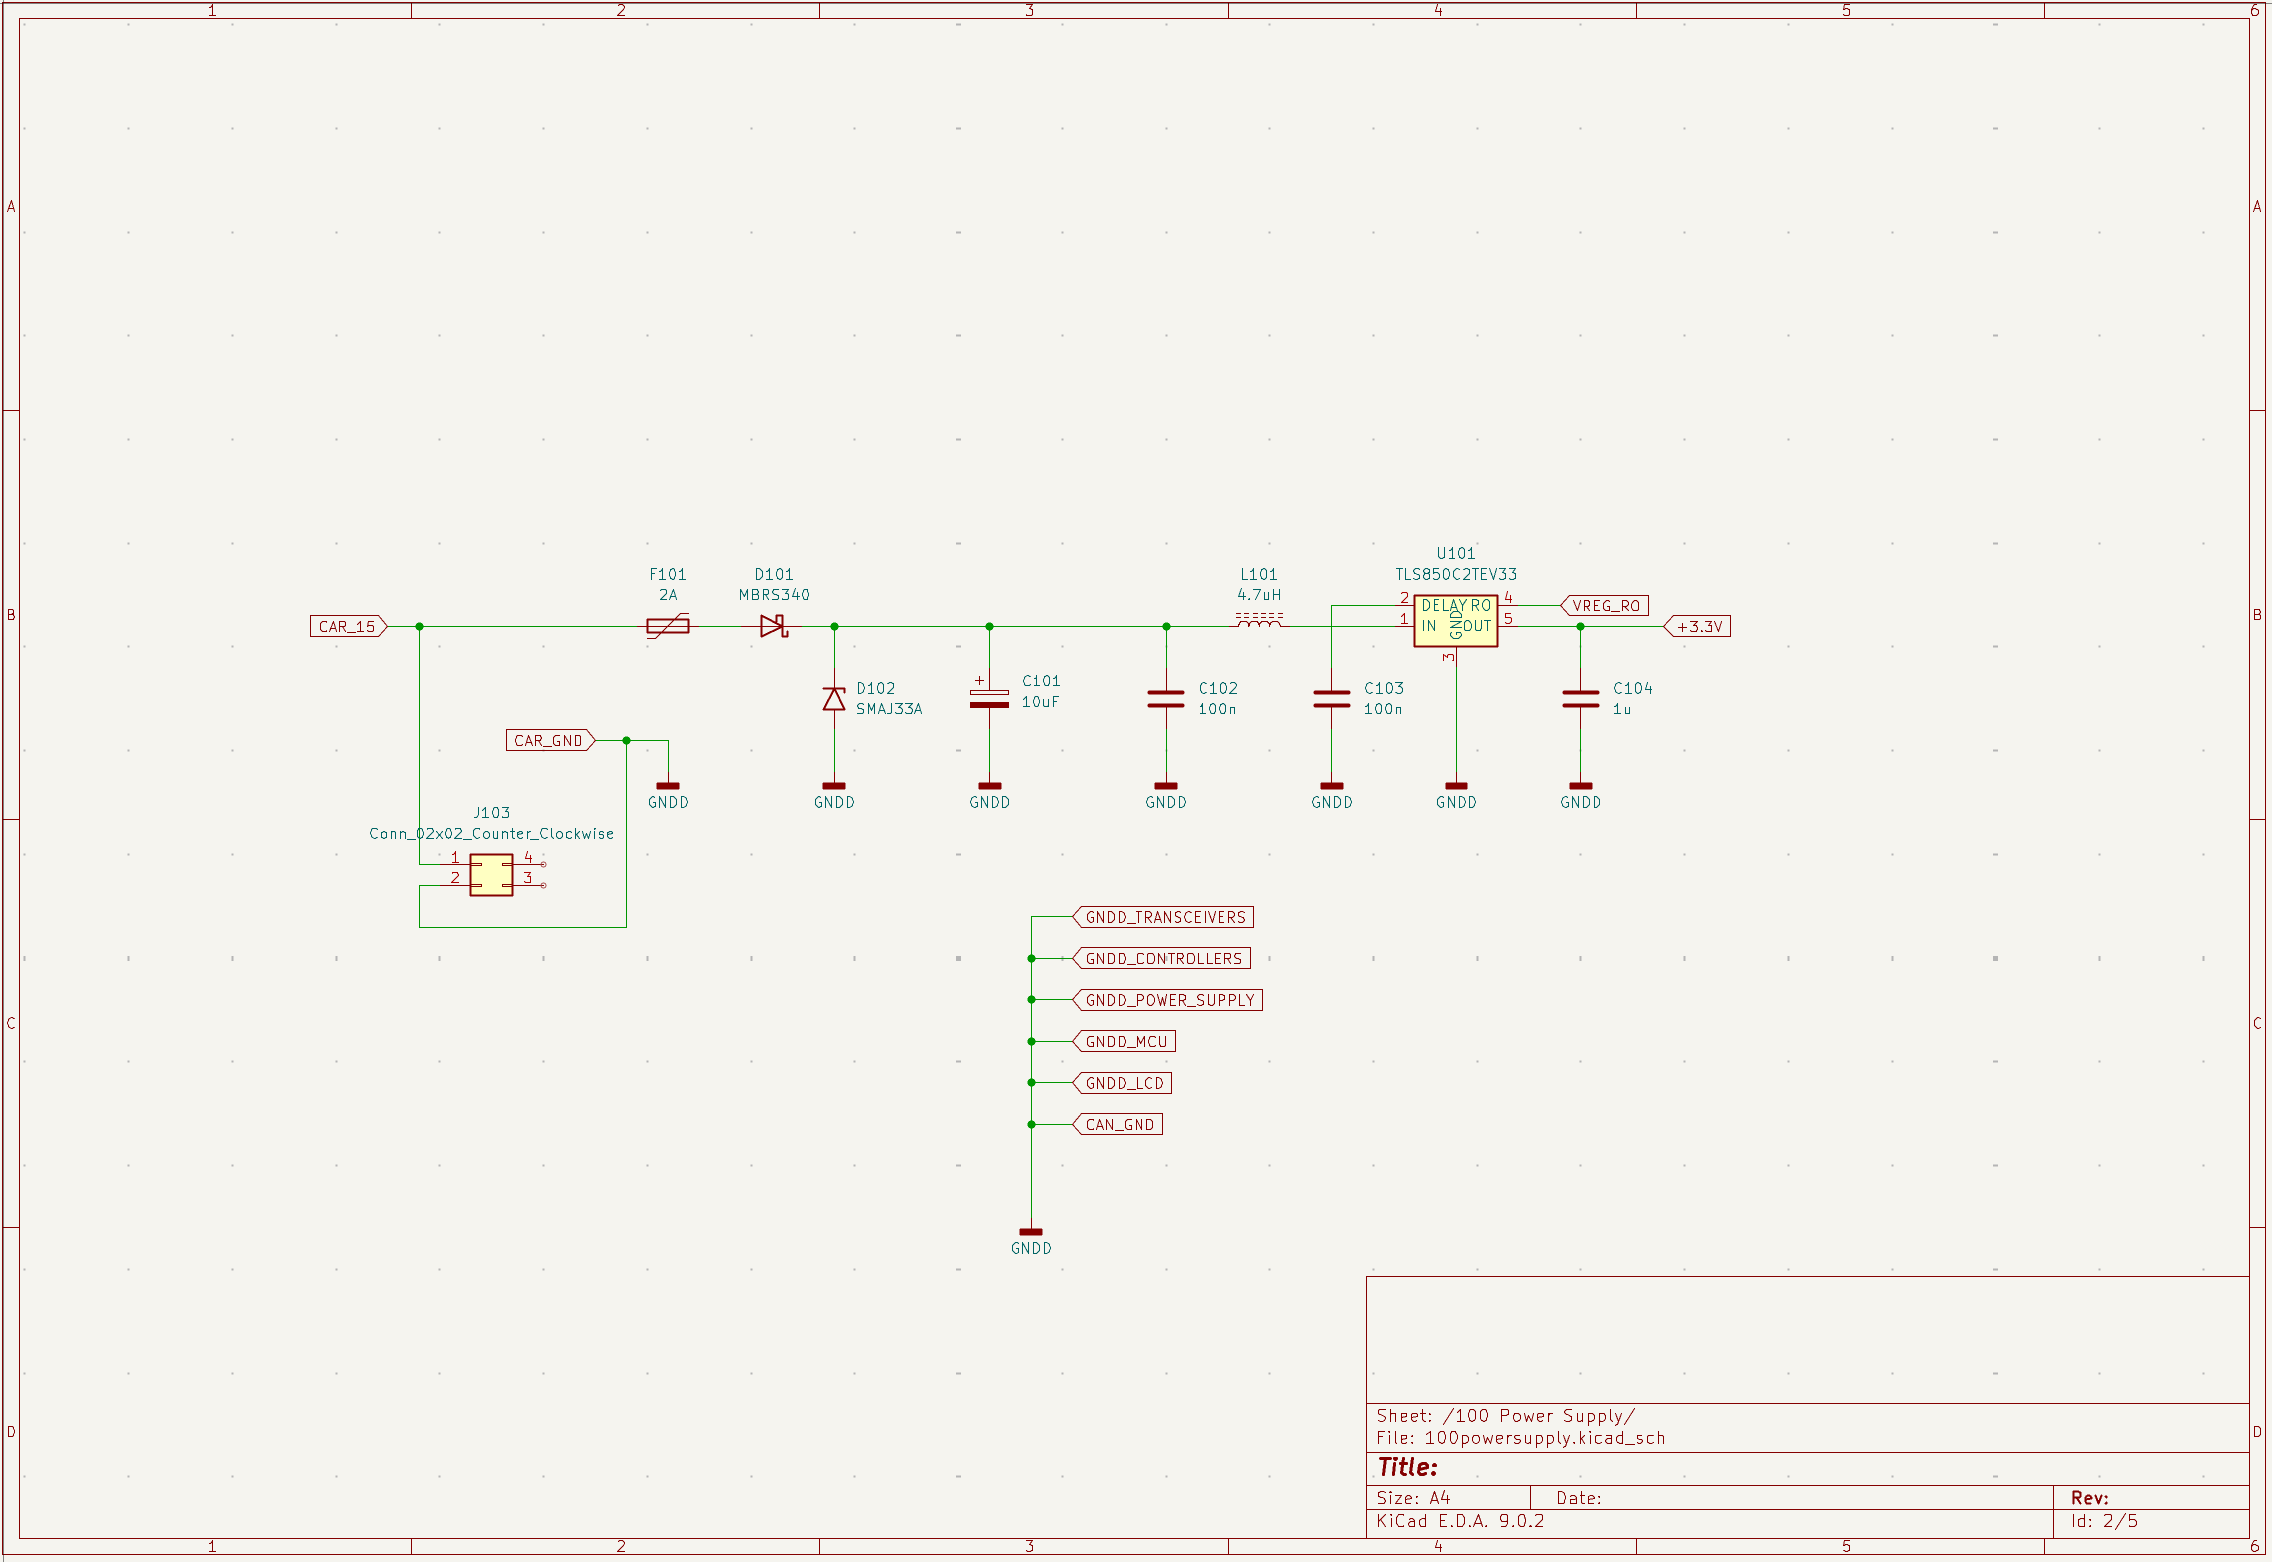 1 2 3 4 5 6
A A
B B
C C
D D
U101
TLS850C2TEV33
F101
2A
D101
MBRS340
L101
4.7uH
CAR_15
2 DELAY RO 4
1 IN GND OUT 5
3
VREG_RO
+3.3V
D102
SMAJ33A
+
C101
10uF
C102
100n
C103
100n
C104
1u
CAR_GND
GNDD GNDD GNDD GNDD GNDD GNDD GNDD
J103
Conn_02x02_Counter_Clockwise
1 4
2 3
GNDD_TRANSCEIVERS
GNDD_CONTROLLERS
GNDD_POWER_SUPPLY
GNDD_MCU
GNDD_LCD
CAN_GND
GNDD
Sheet: /100 Power Supply/
File: 100powersupply.kicad_sch
Title:
Size: A4 Date: Rev:
KiCad E.D.A. 9.0.2 Id: 2/5
1 2 3 4 5 6